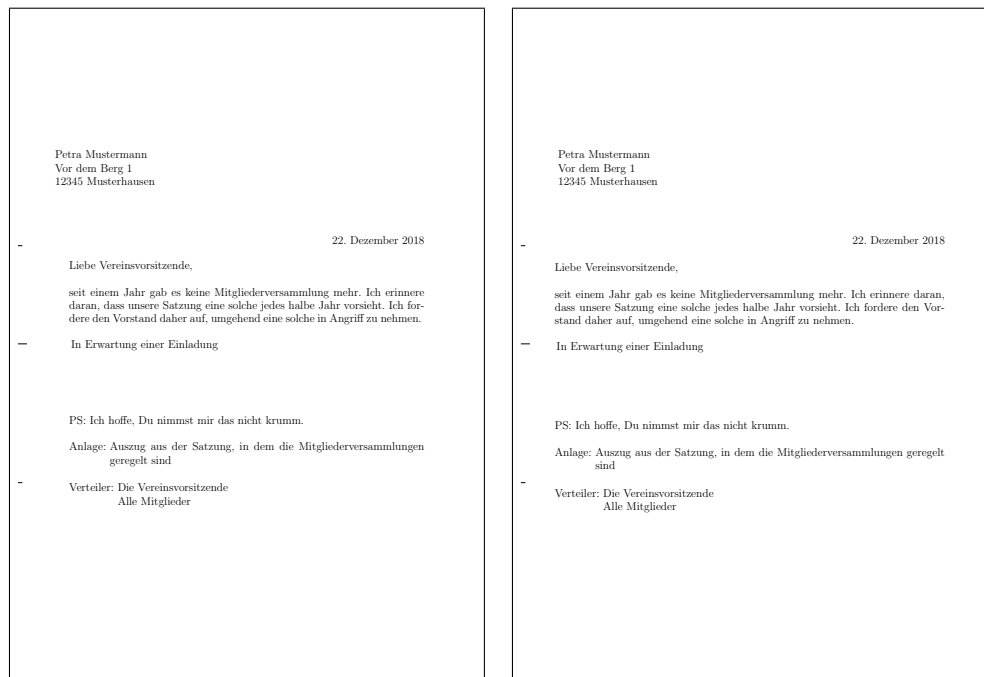 Petra Mustermann
Vor dem Berg 1
12345 Musterhausen
22. Dezember 2018
Liebe Vereinsvorsitzende,
seit einem Jahr gab es keine Mitgliederversammlung mehr. Ich erinnere
daran, dass unsere Satzung eine solche jedes halbe Jahr vorsieht. Ich for-
dere den Vorstand daher auf, umgehend eine solche in Angriff zu nehmen.
In Erwartung einer Einladung
PS: Ich hoffe, Du nimmst mir das nicht krumm.
Anlage: Auszug aus der Satzung, in dem die Mitgliederversammlungen
geregelt sind
Verteiler: Die Vereinsvorsitzende
Alle Mitglieder
Petra Mustermann
Vor dem Berg 1
12345 Musterhausen
22. Dezember 2018
Liebe Vereinsvorsitzende,
seit einem Jahr gab es keine Mitgliederversammlung mehr. Ich erinnere daran,
dass unsere Satzung eine solche jedes halbe Jahr vorsieht. Ich fordere den Vor-
stand daher auf, umgehend eine solche in Angriff zu nehmen.
In Erwartung einer Einladung
PS: Ich hoffe, Du nimmst mir das nicht krumm.
Anlage: Auszug aus der Satzung, in dem die Mitgliederversammlungen geregelt
sind
Verteiler: Die Vereinsvorsitzende
Alle Mitglieder